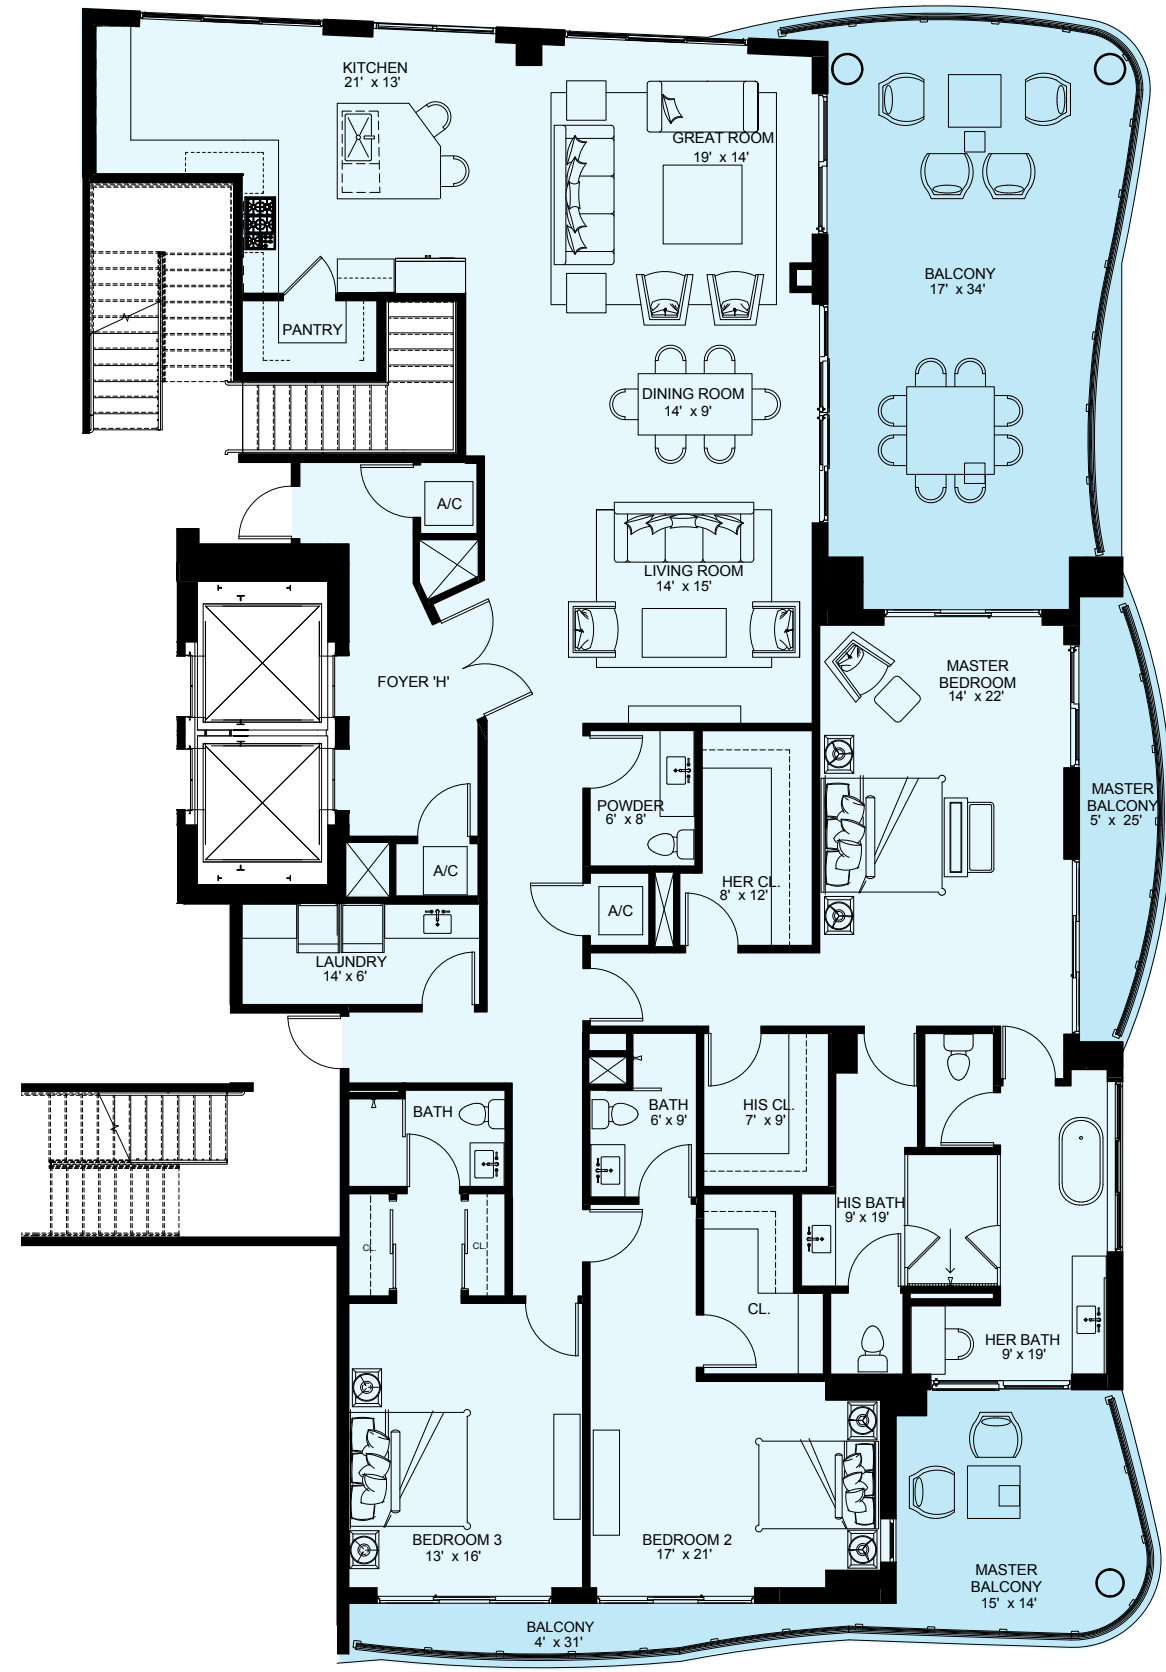 KITCHEN
21' x 13'
GREAT ROOM
19' x 14'
BALCONY
17' x 34'
PANTRY
DINING ROOM
14' x 9'
A/C
LIVING ROOM
14' x 15'
FOYER 'H'
MASTER
BEDROOM
14' x 22'
MASTER
BALCONY
5' x 25'
POWDER
6' x 8'
A/C
HER CL.
8' x 12'
A/C
LAUNDRY
14' x 6'
BATH
BATH
6' x 9'
HIS CL.
7' x 9'
HIS BATH
9' x 19'
CL.
CL.
CL.
HER BATH
9' x 19'
BEDROOM 3
13' x 16'
BEDROOM 2
17' x 21'
MASTER
BALCONY
15' x 14'
BALCONY
4' x 31'